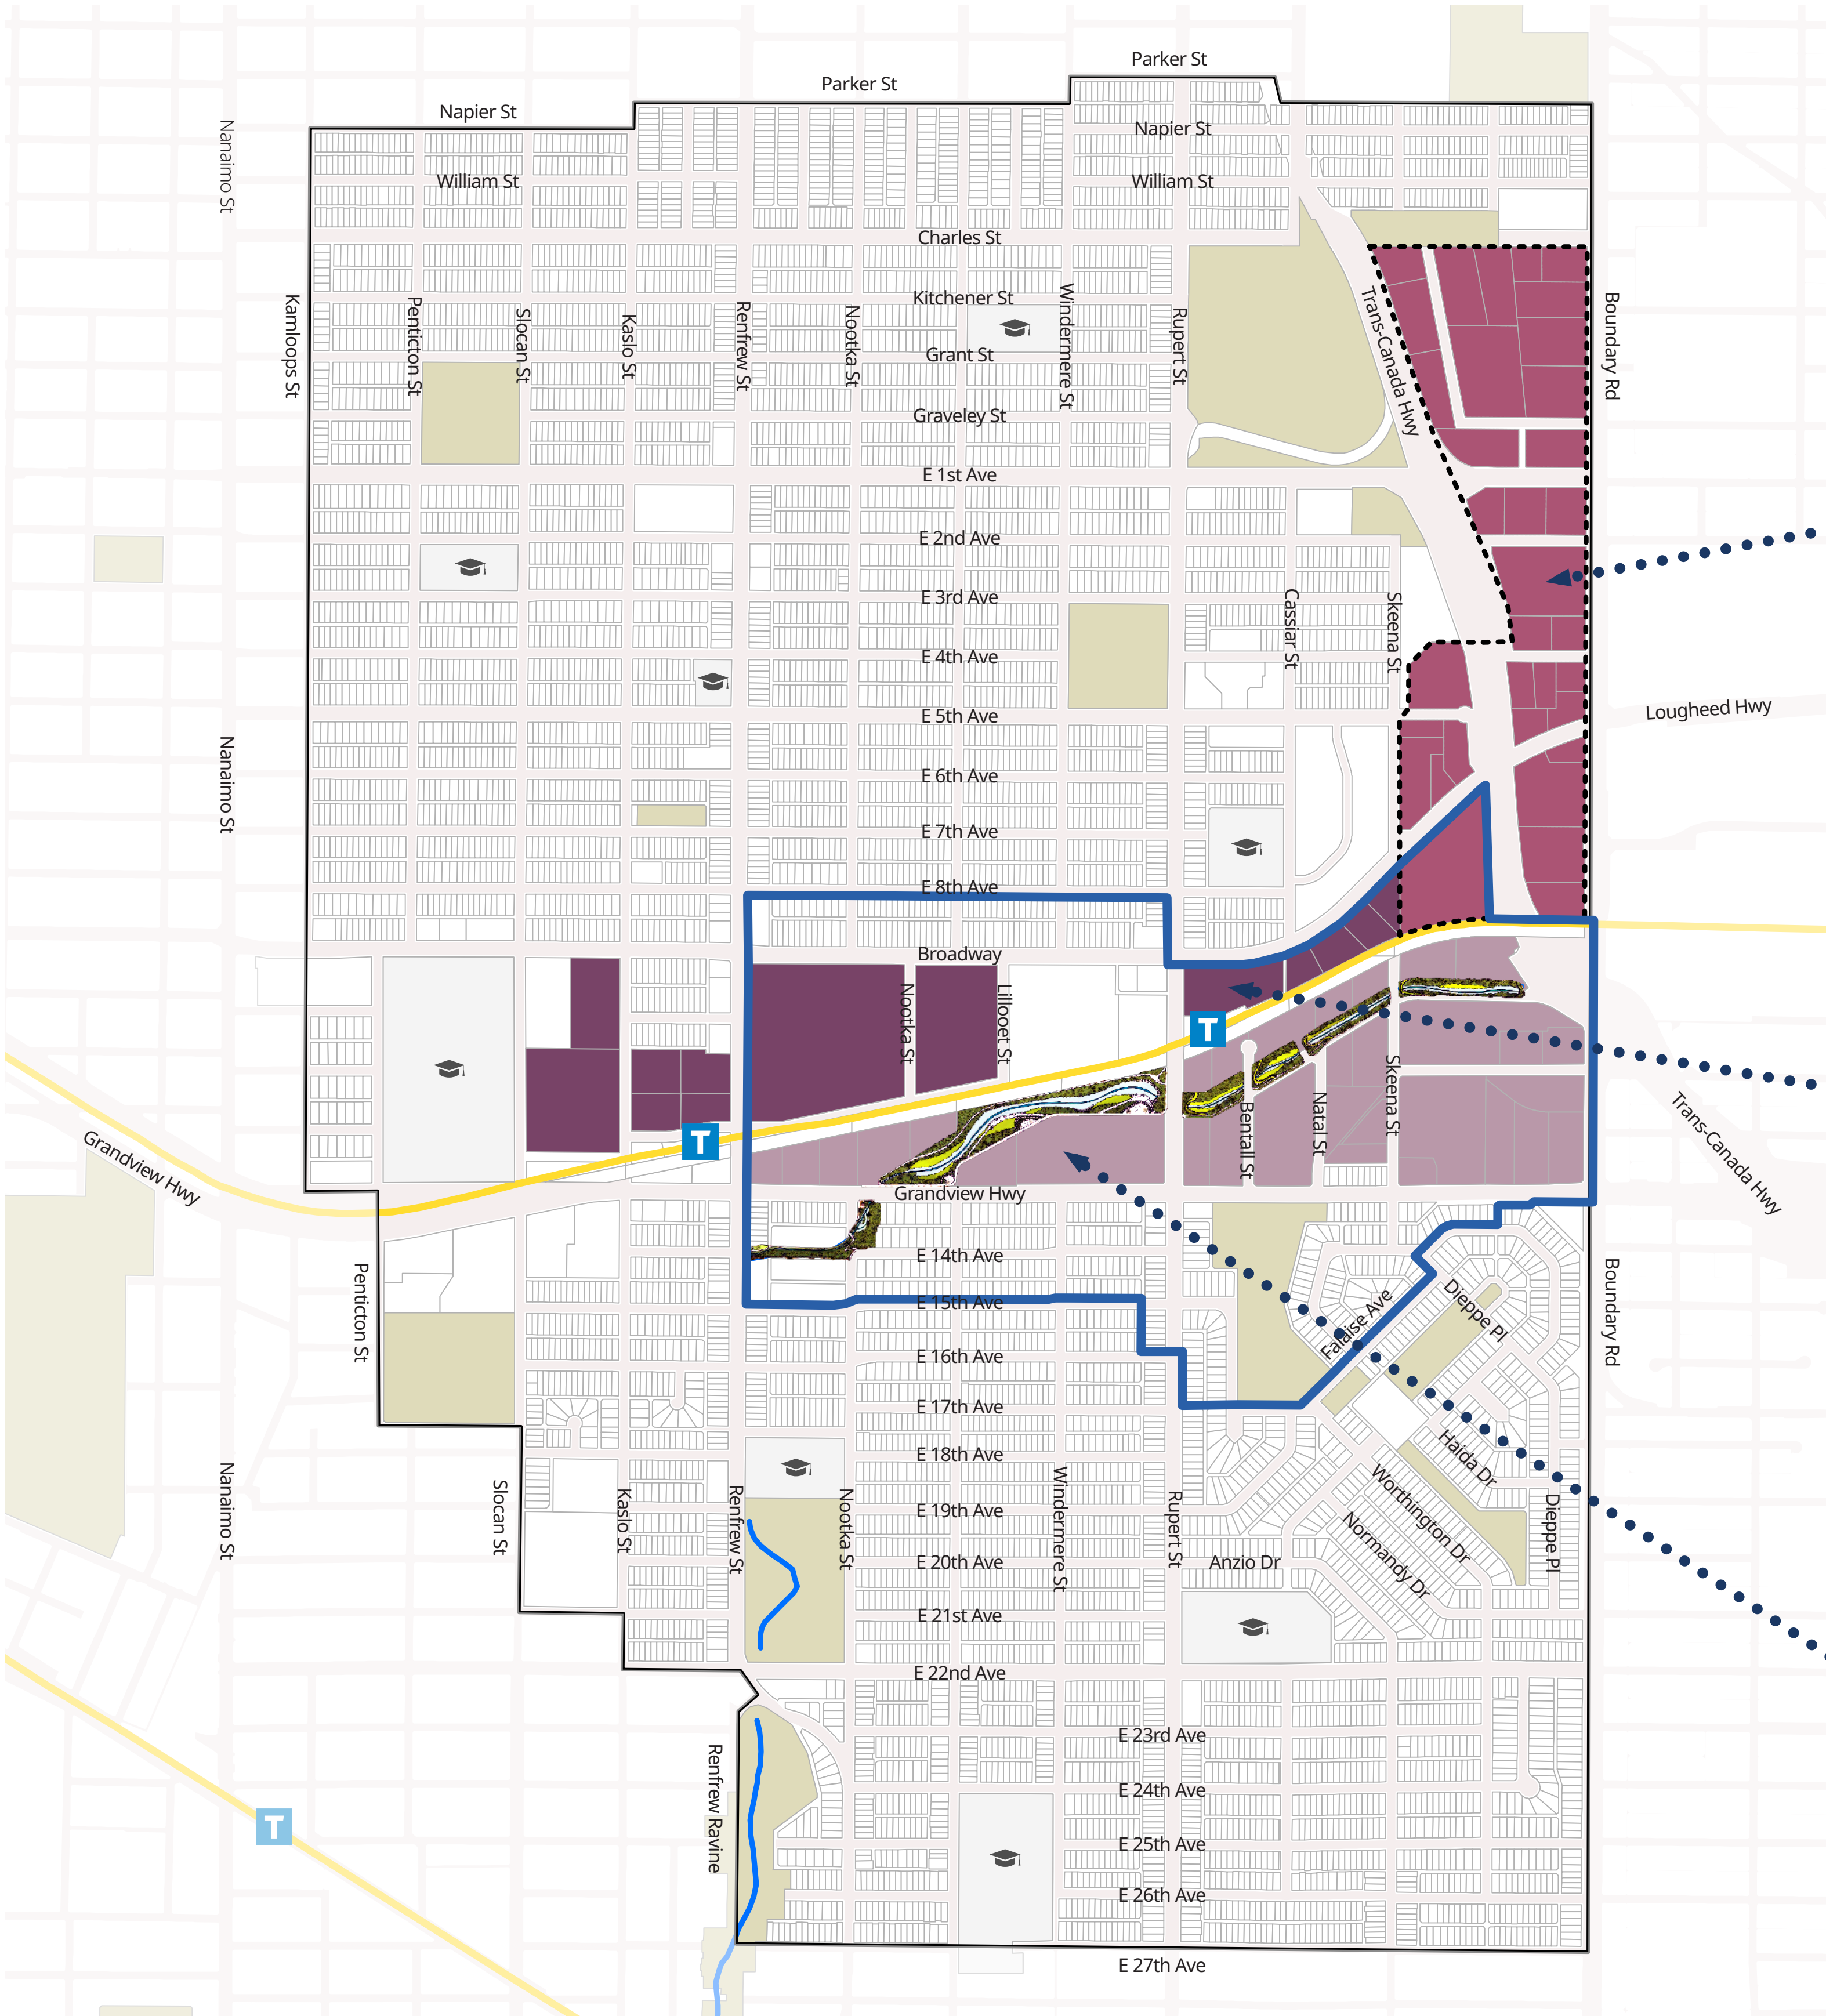 Parker St
Parker St
Napier St
Napier St
Nanaimo St
William St
William St
Charles St
Kitchener St
Grant St
Graveley St
Kamloops St
Penticton St
Slocan St
Kaslo St
Renfrew St
Nootka St
Windermere St
Rupert St
Trans-Canada Hwy
Boundary Rd
E 1st Ave
E 2nd Ave
E 3rd Ave
Cassiar St
Skeena St
E 4th Ave
E 5th Ave
Lougheed Hwy
Nanaimo St
E 6th Ave
E 7th Ave
E 8th Ave
Broadway
Nootka St
Lillooet St
T
T
Bentall St
Natal St
Skeena St
Trans-Canada Hwy
Grandview Hwy
Grandview Hwy
E 14th Ave
Penticton St
Boundary Rd
E 15th Ave
Falaise Ave
Dieppe Pl
E 16th Ave
E 17th Ave
E 18th Ave
Haida Dr
Nanaimo St
Slocan St
Kaslo St
Renfrew St
Nootka St
Windermere St
Rupert St
Worthington Dr
Normandy Dr
Dieppe Pl
E 19th Ave
E 20th Ave
Anzio Dr
E 21st Ave
E 22nd Ave
E 23rd Ave
Renfrew Ravine
E 24th Ave
T
E 25th Ave
E 26th Ave
E 27th Ave